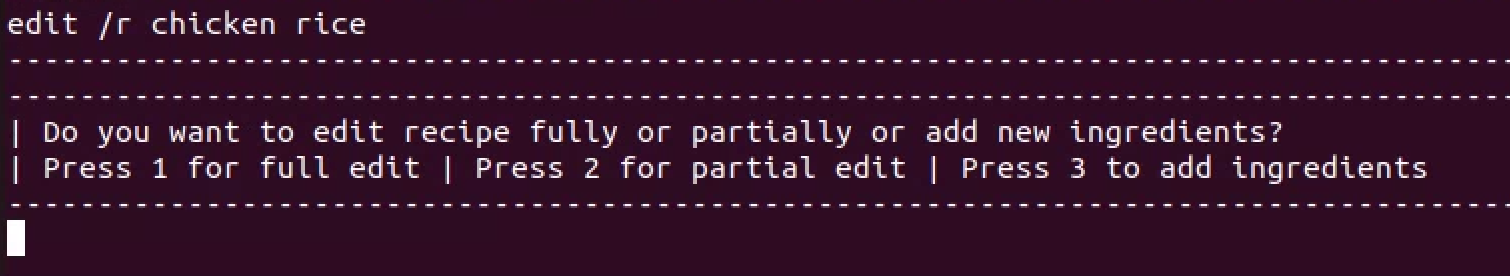 edit /r chicken rice
--------------------------------------------------------------------------------------
--------------------------------------------------------------------------------------
| Do you want to edit recipe fully or partially or add new ingredients?
| Press 1 for full edit | Press 2 for partial edit | Press 3 to add ingredients
--------------------------------------------------------------------------------------